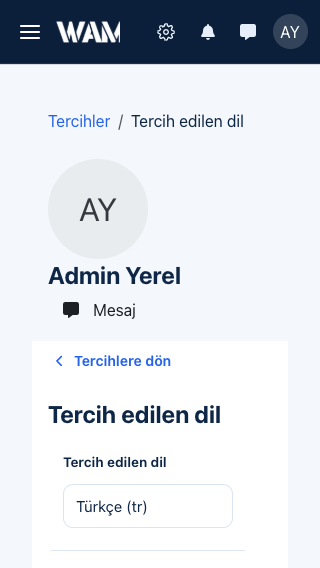 WAM
AY
Tercihler / Tercih edilen dil
AY
Admin Yerel
Mesaj
Tercihlere dön
Tercih edilen dil
Tercih edilen dil
Türkçe ‎(tr)‎